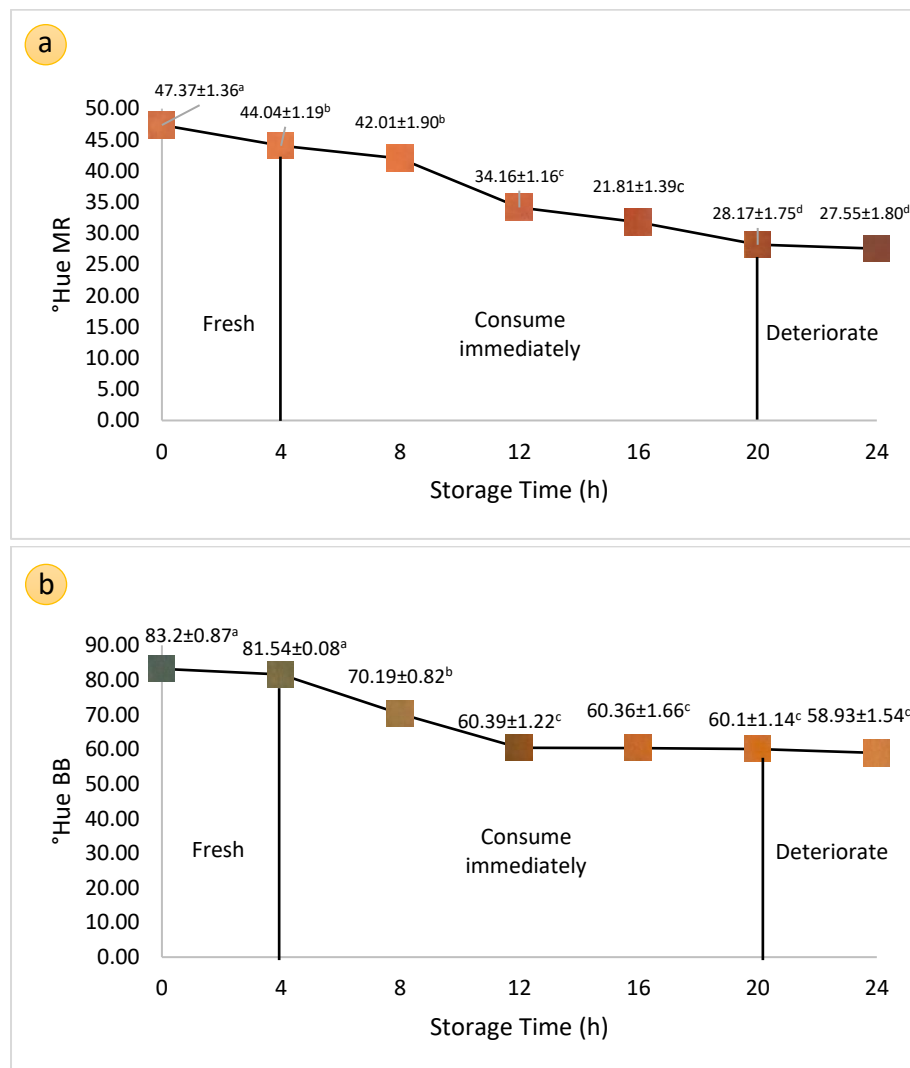 a
47.37±1.36ᵃ
44.04±1.19ᵇ
42.01±1.90ᵇ
34.16±1.16ᶜ
21.81±1.39c
28.17±1.75ᵈ
27.55±1.80ᵈ
50.00
45.00
40.00
35.00
30.00
25.00
20.00
15.00
10.00
5.00
0.00
°Hue MR
Fresh
Consume
immediately
Deteriorate
0 4 8 12 16 20 24
Storage Time (h)
b
83.2±0.87ᵃ
81.54±0.08ᵃ
70.19±0.82ᵇ
60.39±1.22ᶜ
60.36±1.66ᶜ
60.1±1.14ᶜ
58.93±1.54ᶜ
90.00
80.00
70.00
60.00
50.00
40.00
30.00
20.00
10.00
0.00
°Hue BB
Fresh
Consume
immediately
Deteriorate
0 4 8 12 16 20 24
Storage Time (h)